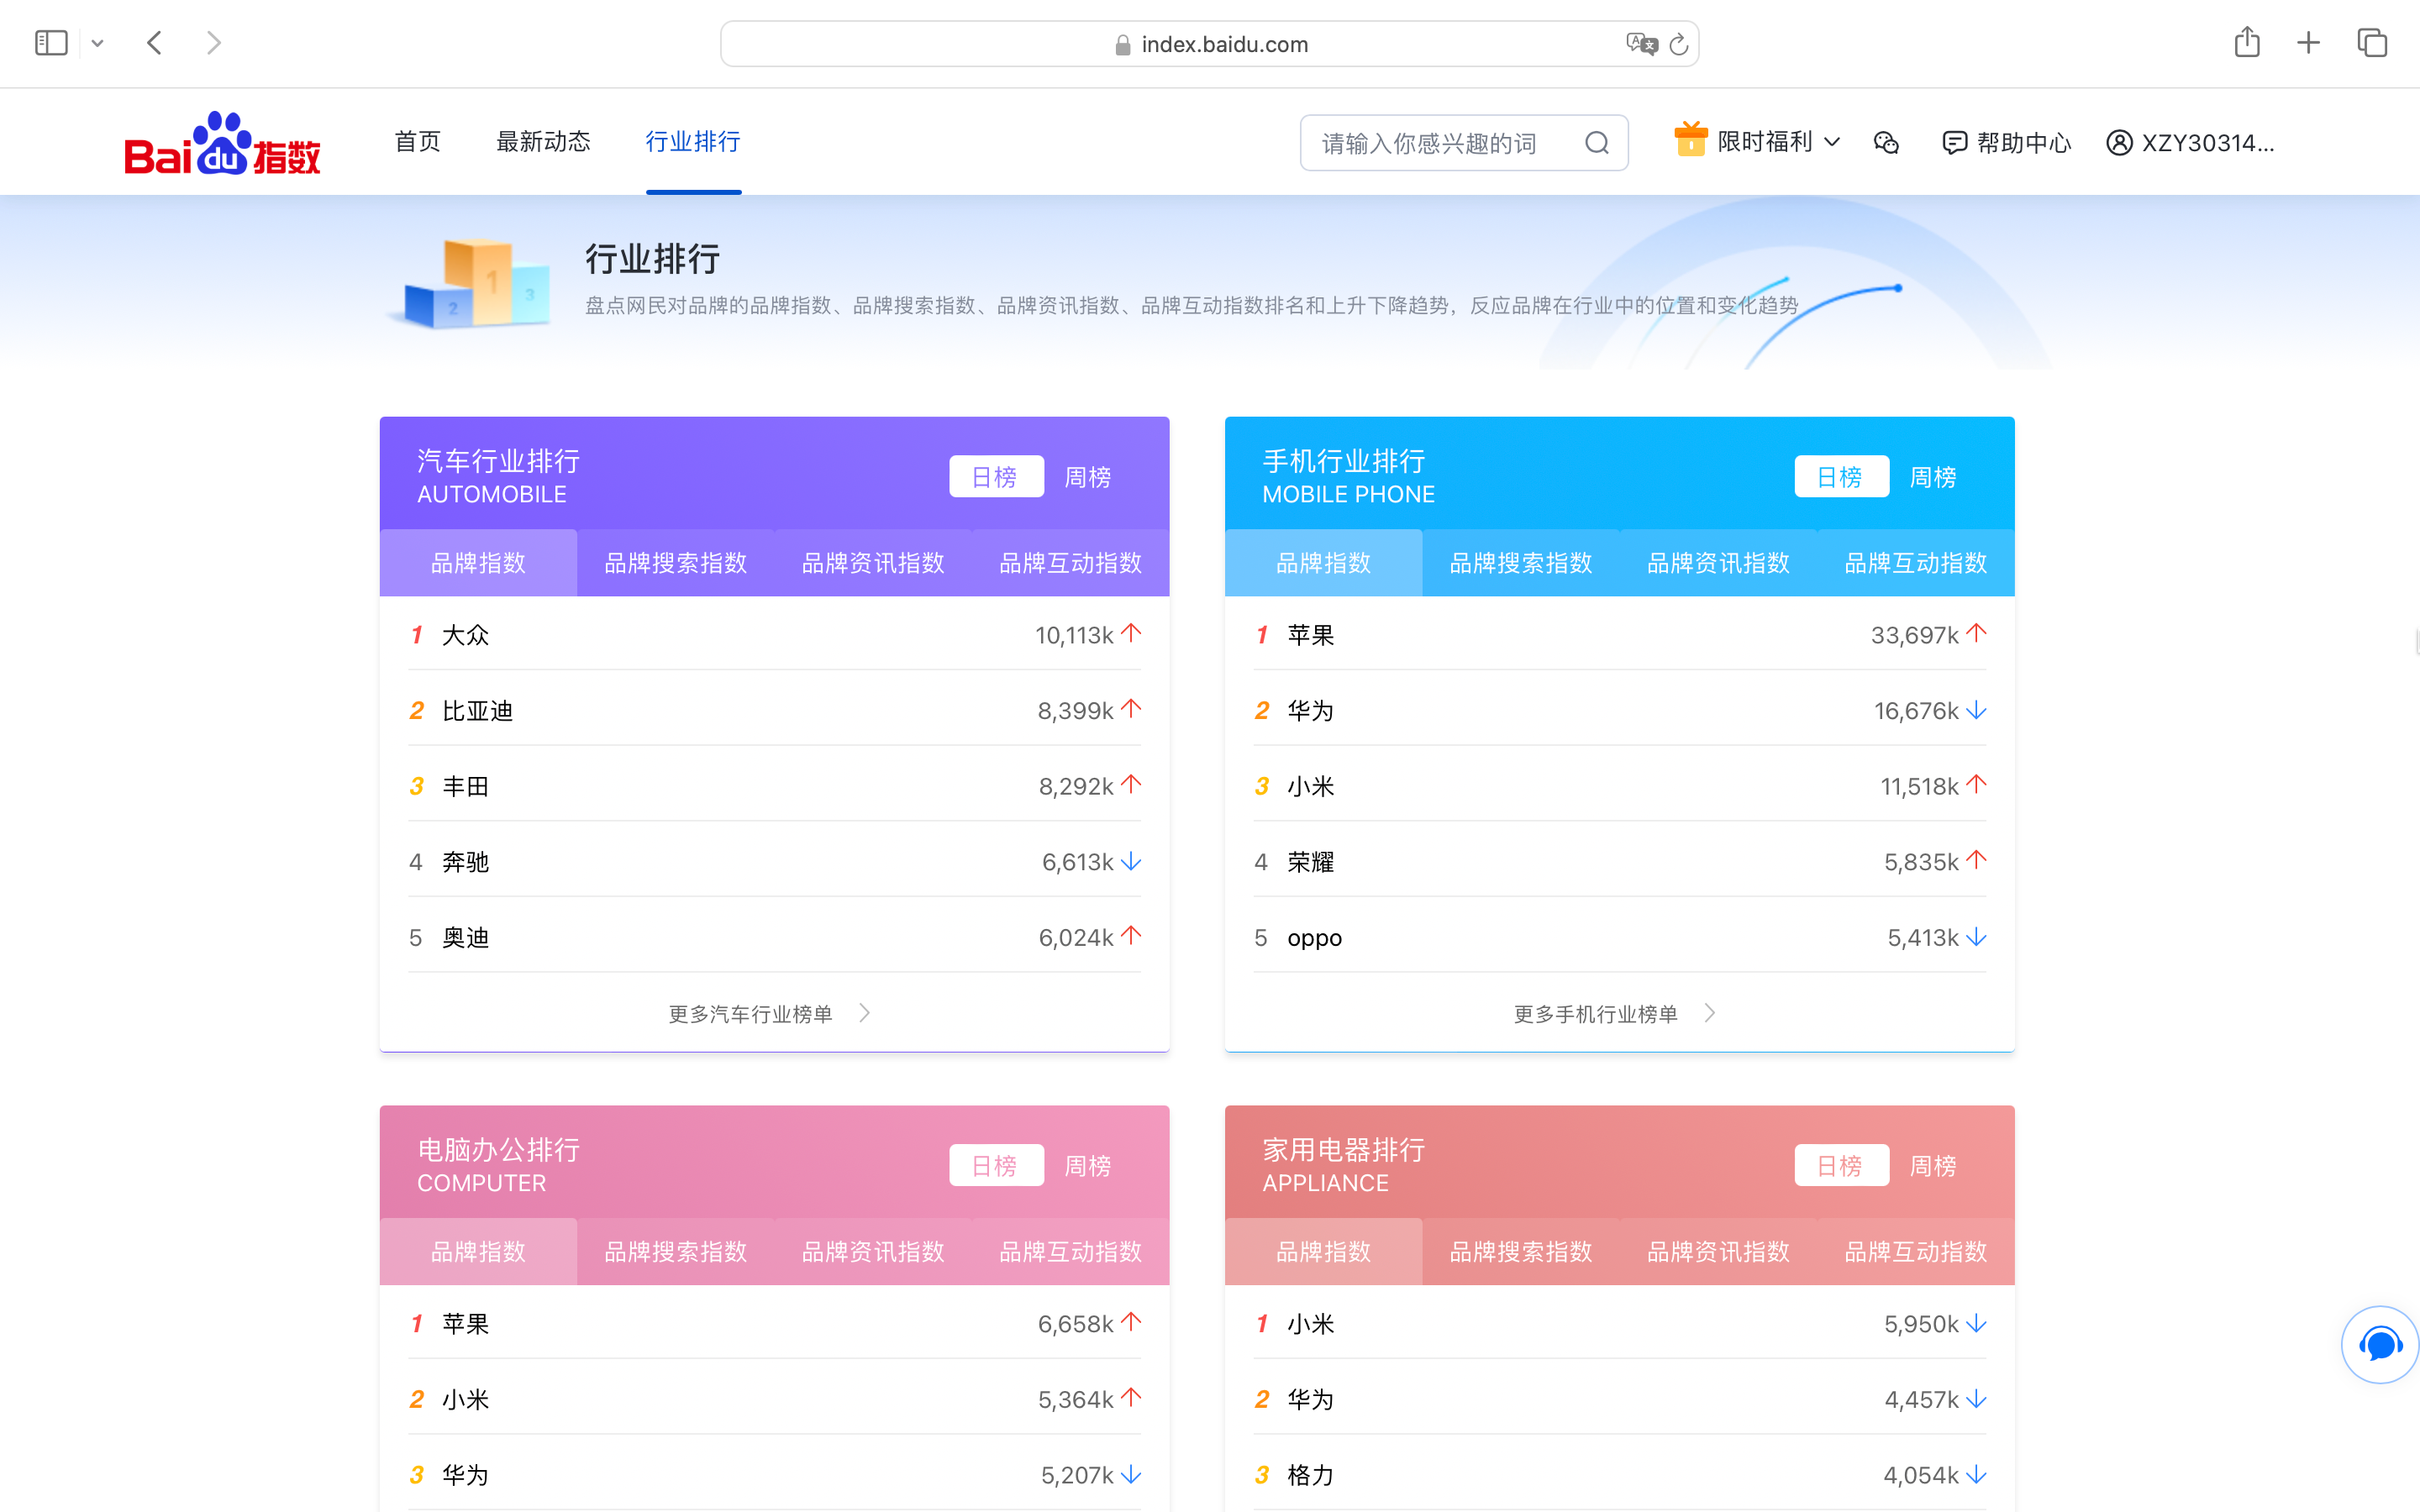 index.baidu.com
Bai du 指数
首页 最新动态 行业排行 请输入你感兴趣的词 限时福利 帮助中心 XZY30314...
行业排行
盘点网民对品牌的品牌指数、品牌搜索指数、品牌资讯指数、品牌互动指数排名和上升下降趋势，反应品牌在行业中的位置和变化趋势
1
2
3
汽车行业排行
AUTOMOBILE
日榜 周榜
品牌指数 品牌搜索指数 品牌资讯指数 品牌互动指数
1 大众 10,113k
2 比亚迪 8,399k
3 丰田 8,292k
4 奔驰 6,613k
5 奥迪 6,024k
更多汽车行业榜单
手机行业排行
MOBILE PHONE
日榜 周榜
品牌指数 品牌搜索指数 品牌资讯指数 品牌互动指数
1 苹果 33,697k
2 华为 16,676k
3 小米 11,518k
4 荣耀 5,835k
5 oppo 5,413k
更多手机行业榜单
电脑办公排行
COMPUTER
日榜 周榜
品牌指数 品牌搜索指数 品牌资讯指数 品牌互动指数
1 苹果 6,658k
2 小米 5,364k
3 华为 5,207k
家用电器排行
APPLIANCE
日榜 周榜
品牌指数 品牌搜索指数 品牌资讯指数 品牌互动指数
1 小米 5,950k
2 华为 4,457k
3 格力 4,054k